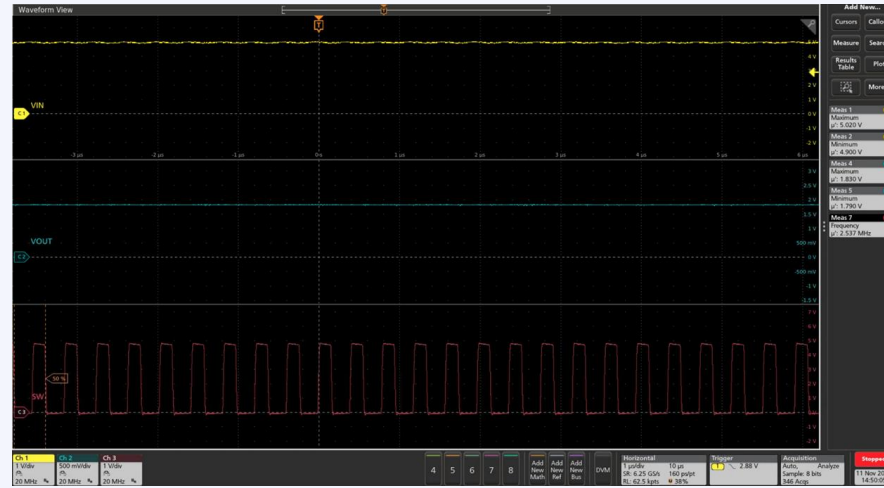 Waveform View
Add New...
Cursors
Callo
Measure
Sear
Results
Table
Plo
More
4 V
2 V
1 V
0 V
-1 V
-2 V
VIN
C1
-3 µs
-2 µs
-1 µs
0 s
1 µs
2 µs
3 µs
4 µs
5 µs
6 µs
3 V
2.5 V
2 V
1.5 V
1 V
500 mV
0 V
-500 mV
-1 V
-1.5 V
VOUT
C2
7 V
6 V
5 V
4 V
3 V
2 V
1 V
0 V
-1 V
-2 V
50 %
SW
C3
Meas 1
Maximum
µ': 5.020 V
Meas 2
Minimum
µ': 4.900 V
Meas 4
Maximum
µ': 1.830 V
Meas 5
Minimum
µ': 1.790 V
Meas 7
Frequency
µ': 2.537 MHz
Ch 1
1 V/div
20 MHz
Ch 2
500 mV/div
20 MHz
Ch 3
1 V/div
20 MHz
4
5
6
7
8
Add
New
Math
Add
New
Ref
Add
New
Bus
DVM
Horizontal
1 µs/div 10 µs
SR: 6.25 GS/s 160 ps/pt
RL: 62.5 kpts 38%
Trigger
1 2.88 V
Acquisition
Auto, Analyze
Sample: 8 bits
346 Acqs
Stopped
11 Nov 20
14:50:0